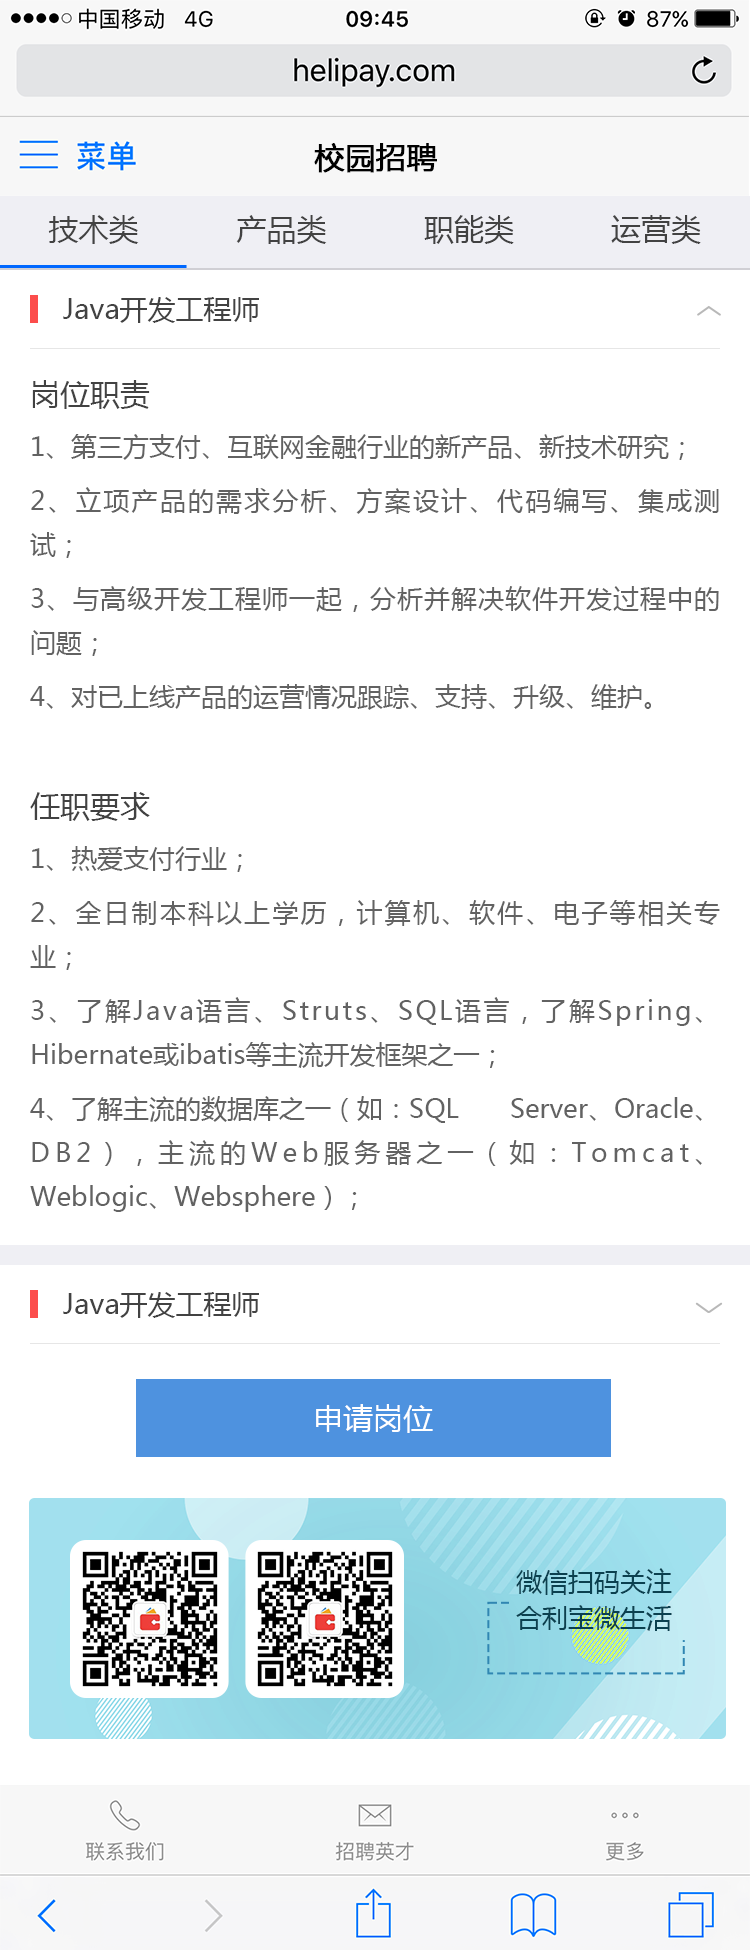 中国移动 4G 09:45 87%
helipay.com
菜单 校园招聘
技术类 产品类 职能类 运营类
Java开发工程师
岗位职责
1、第三方支付、互联网金融行业的新产品、新技术研究；
2、立项产品的需求分析、方案设计、代码编写、集成测
试；
3、与高级开发工程师一起，分析并解决软件开发过程中的
问题；
4、对已上线产品的运营情况跟踪、支持、升级、维护。
任职要求
1、热爱支付行业；
2、全日制本科以上学历，计算机、软件、电子等相关专
业；
3、了解Java语言、Struts、SQL语言，了解Spring、
Hibernate或ibatis等主流开发框架之一；
4、了解主流的数据库之一（如：SQL Server、Oracle、
DB2），主流的Web服务器之一（如：Tomcat、
Weblogic、Websphere）；
Java开发工程师
申请岗位
微信扫码关注
合利宝微生活
联系我们 招聘英才 更多